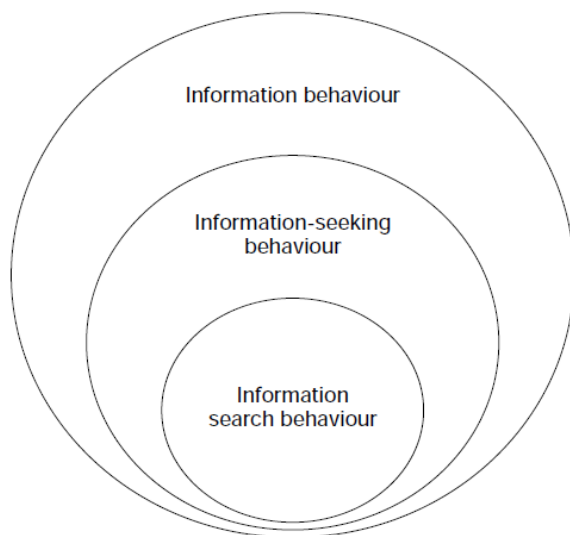 Information behaviour
Information-seeking
behaviour
Information
search behaviour